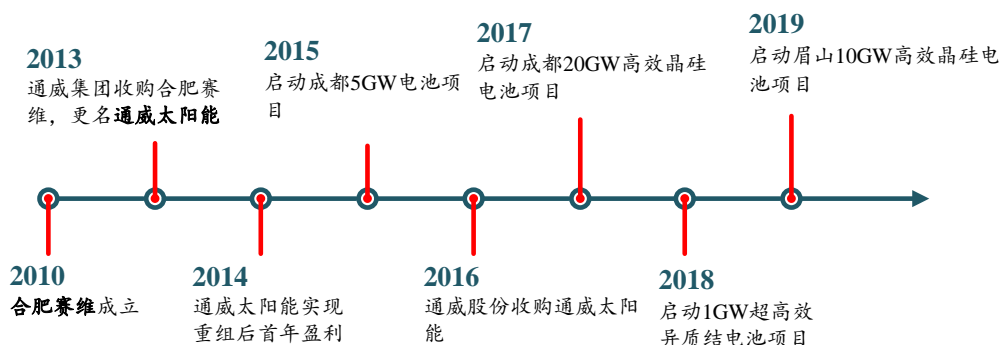 2013
通威集团收购合肥赛
维，更名通威太阳能
2015
启动成都5GW电池项
目
2017
启动成都20GW高效晶硅
电池项目
2019
启动眉山10GW高效晶硅电
池项目
2010
合肥赛维成立
2014
通威太阳能实现
重组后首年盈利
2016
通威股份收购通威太阳
能
2018
启动1GW超高效
异质结电池项目